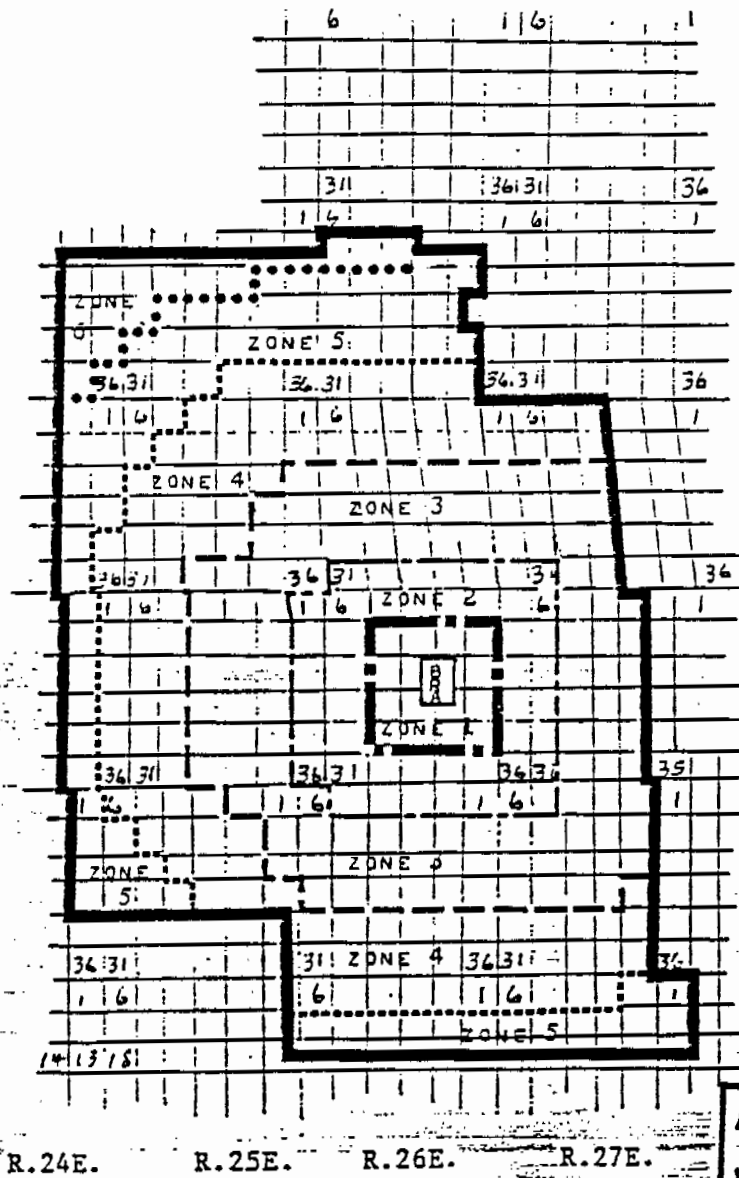 6 1 6 1
31 36 31 36
1 1 6 1
ZONE
ZONE 5
36 31 36 31 36 31 36
1 6 1 6 1 6 1
ZONE 4
ZONE 3
36 31 36 31 36
1 6 6 ZONE 2 6 1
BRA
ZONE 1
36 31 36 31 36 35
1 6 1 6 1 6 1
ZONE
ZONE
5
36 31 31 ZONE 4 36 31
1 6 6 1 6 1
ZONE 5
14 13 18
R.24E. R.25E. R.26E. R.27E.